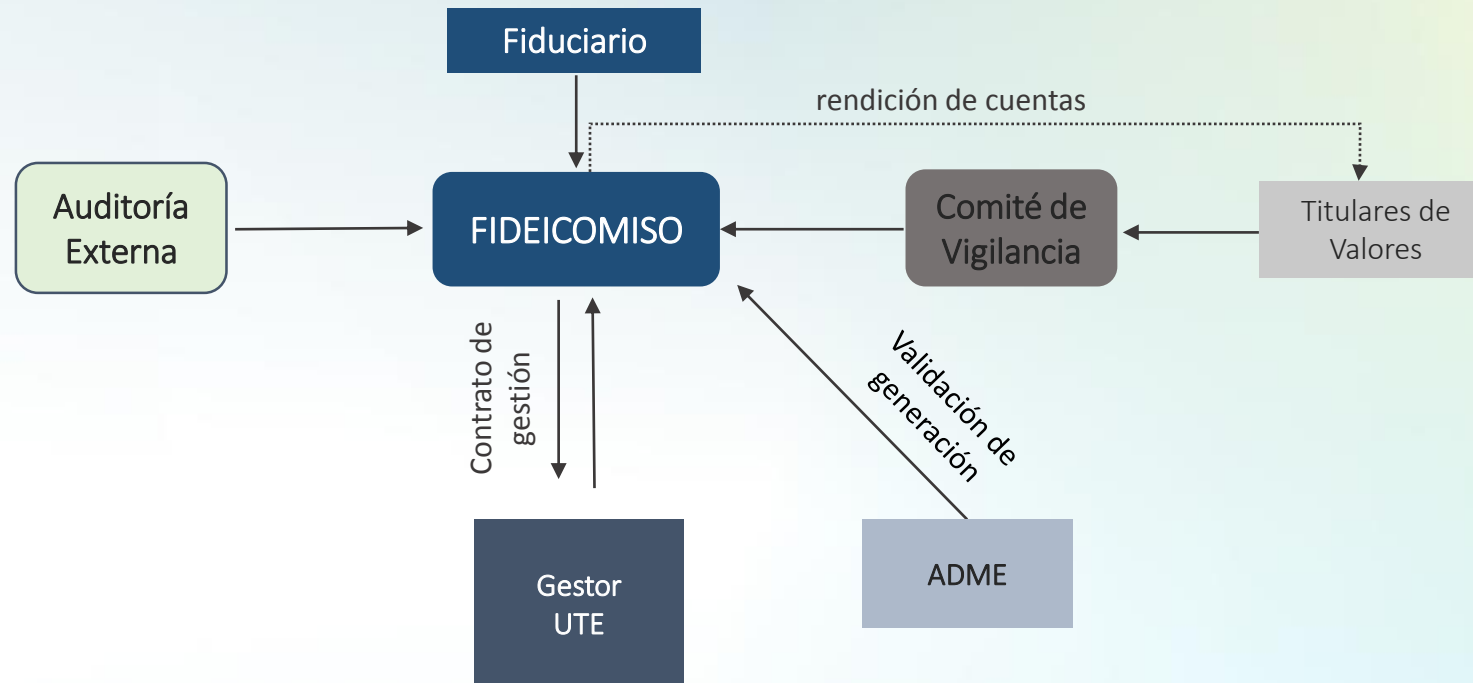 Fiduciario
rendición de cuentas
Auditoría
Externa
FIDEICOMISO
Comité de
Vigilancia
Titulares de
Valores
Contrato de
gestión
Validación de
generación
Gestor
UTE
ADME